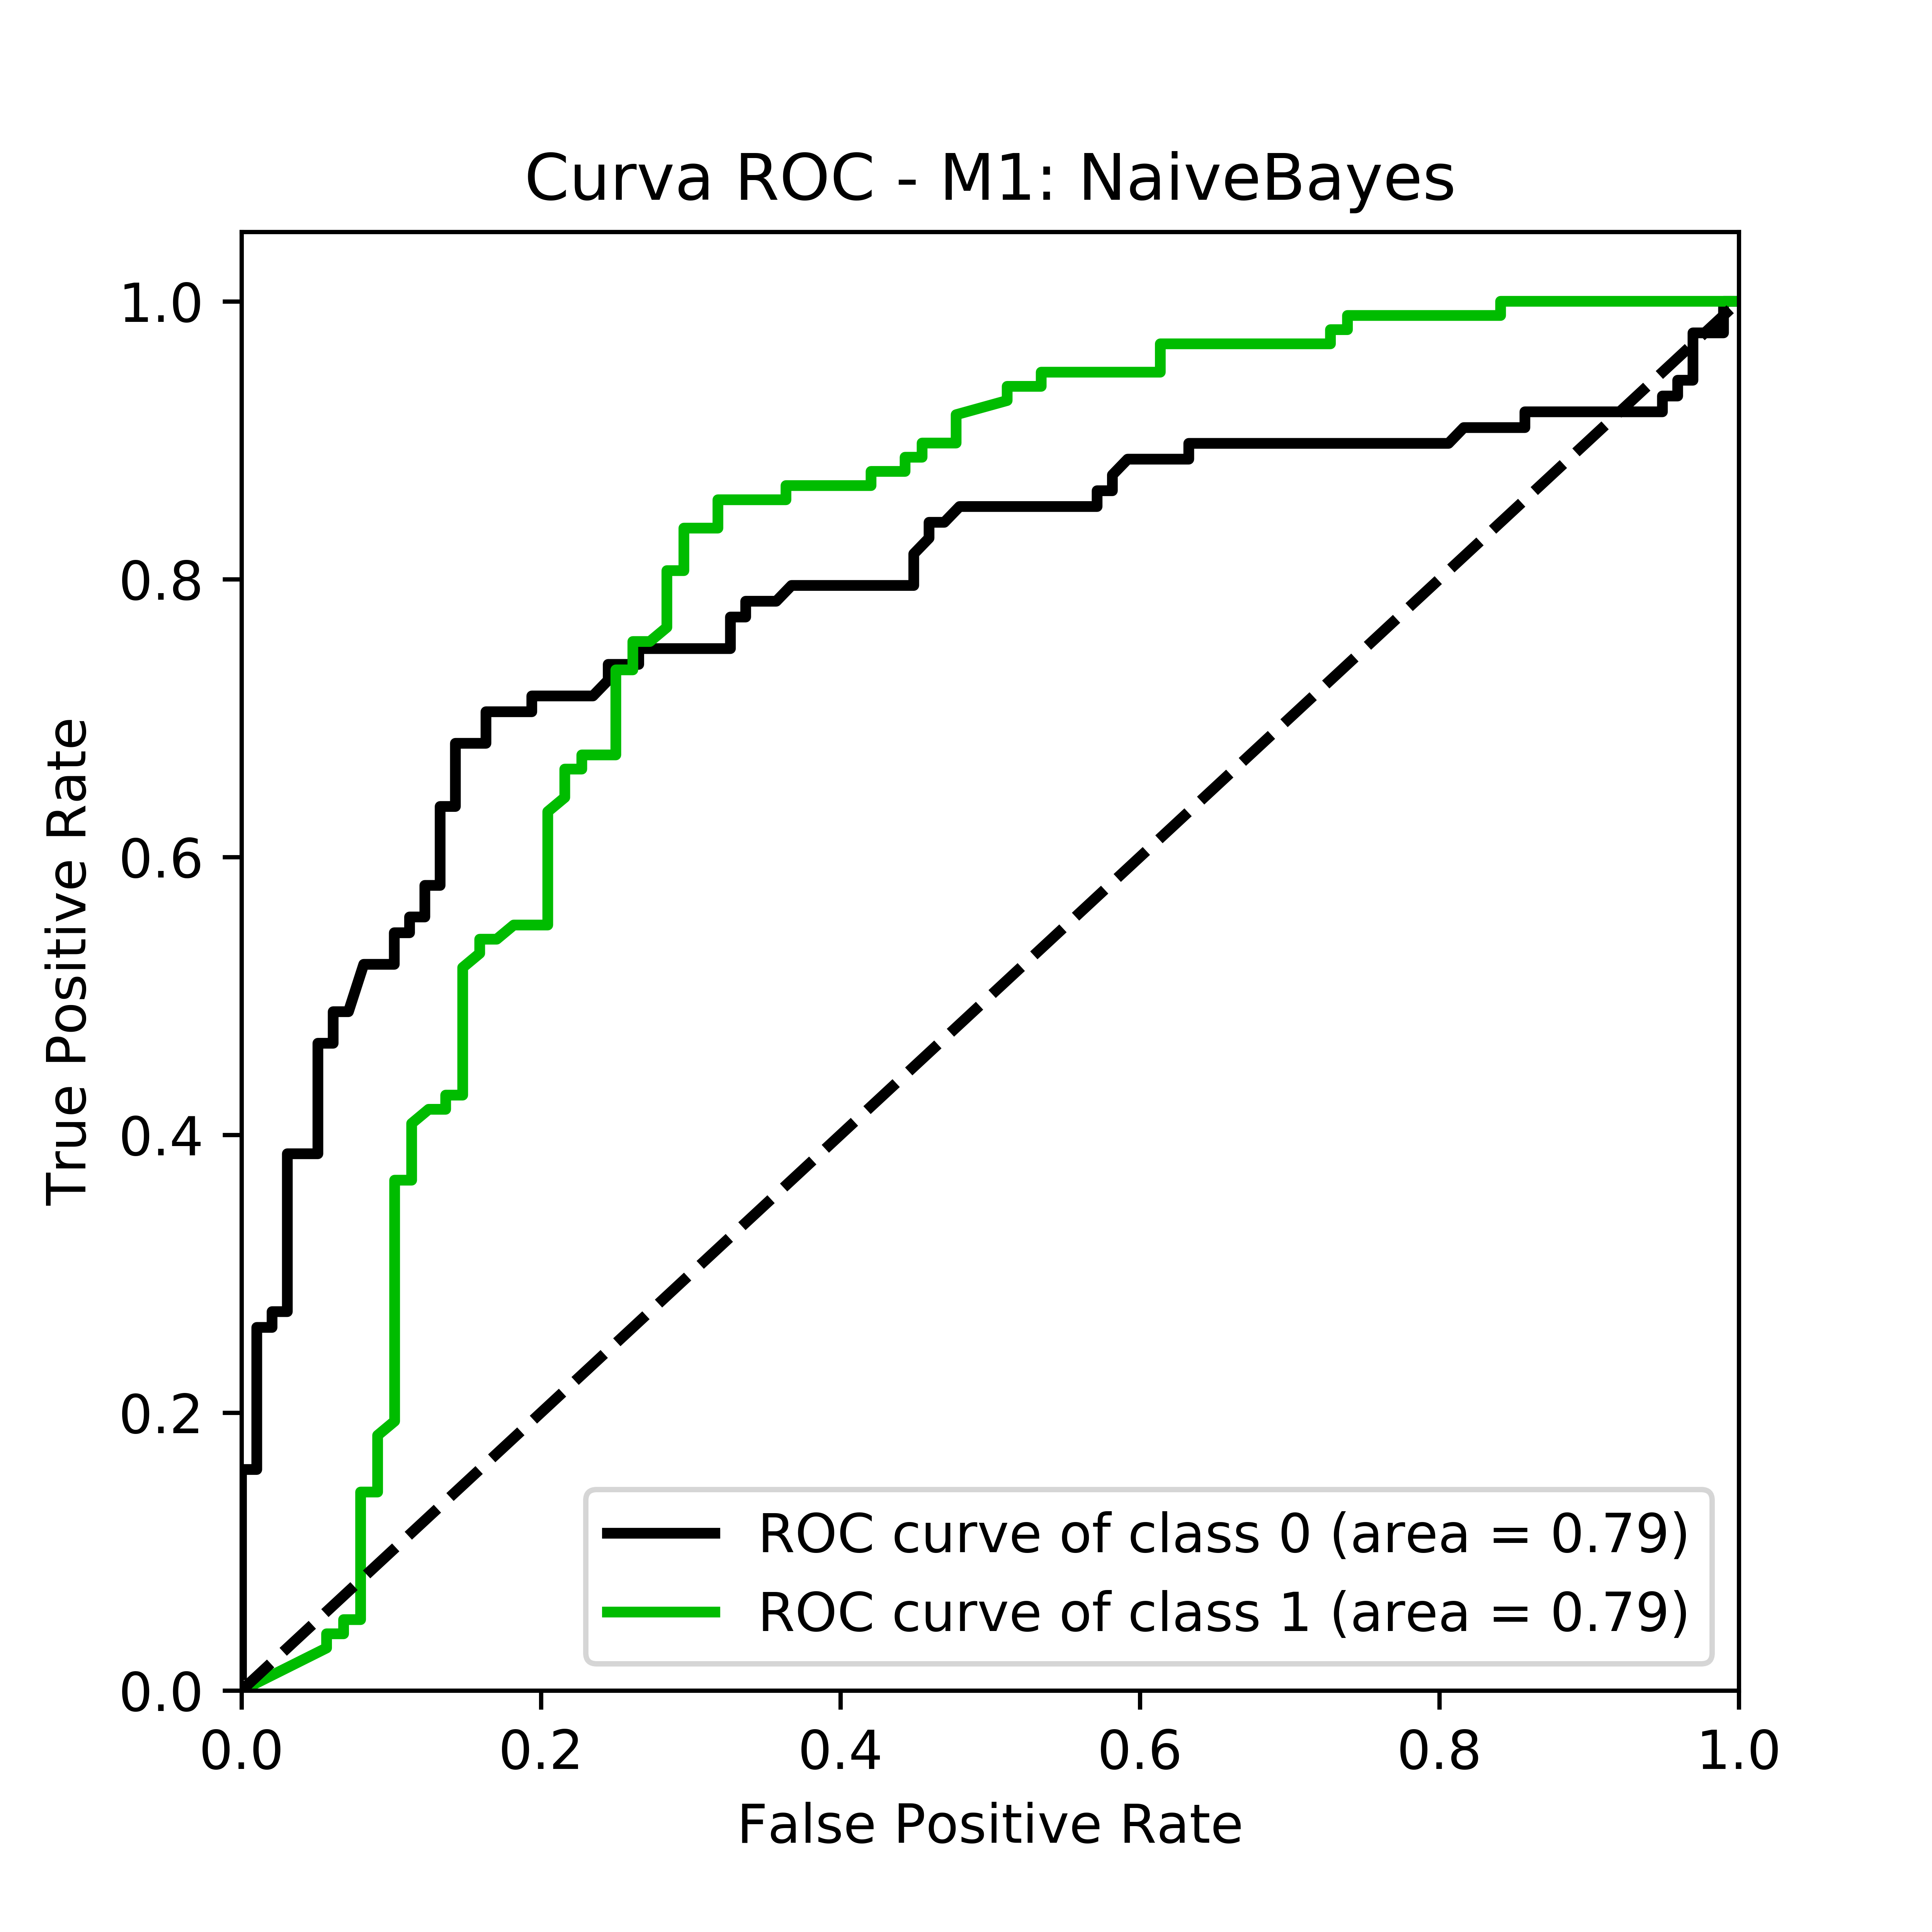 Curva ROC - M1: NaiveBayes
1.0
0.8
0.6
0.4
0.2
0.0
True Positive Rate
ROC curve of class 0 (area = 0.79)
ROC curve of class 1 (area = 0.79)
0.0 0.2 0.4 0.6 0.8 1.0
False Positive Rate